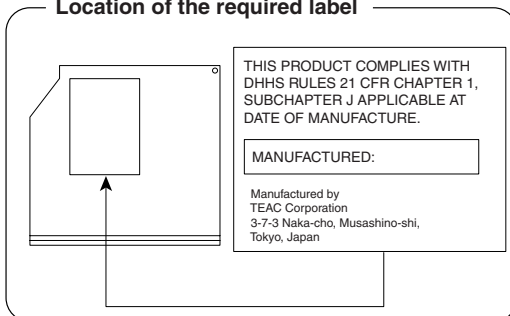 Location of the required label
THIS PRODUCT COMPLIES WITH
DHHS RULES 21 CFR CHAPTER 1,
SUBCHAPTER J APPLICABLE AT
DATE OF MANUFACTURE.
MANUFACTURED:
Manufactured by
TEAC Corporation
3-7-3 Naka-cho, Musashino-shi,
Tokyo, Japan